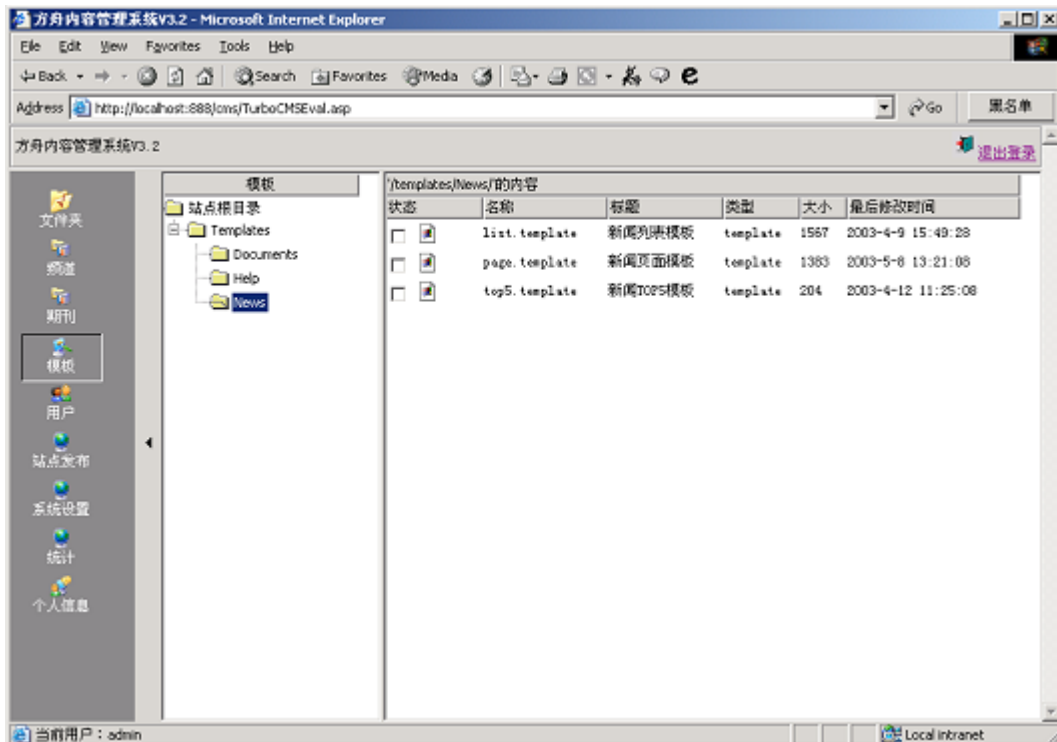 方舟内容管理系统V3.2 - Microsoft Internet Explorer
File Edit View Favorites Tools Help
Back Search Favorites Media
Address http://localhost:888/cms/TurboCMSEval.asp Go 黑名单
方舟内容管理系统V3.2 退出登录
文件夹
频道
期刊
模板
用户
站点发布
系统设置
统计
个人信息
模板
站点根目录
Templates
Documents
Help
News
'/templates/News/'的内容
状态 名称 标题 类型 大小 最后修改时间
list.template 新闻列表模板 template 1567 2003-4-9 15:49:28
page.template 新闻页面模板 template 1383 2003-5-8 13:21:08
top5.template 新闻TOP5模板 template 204 2003-4-12 11:25:08
当前用户：admin Local intranet